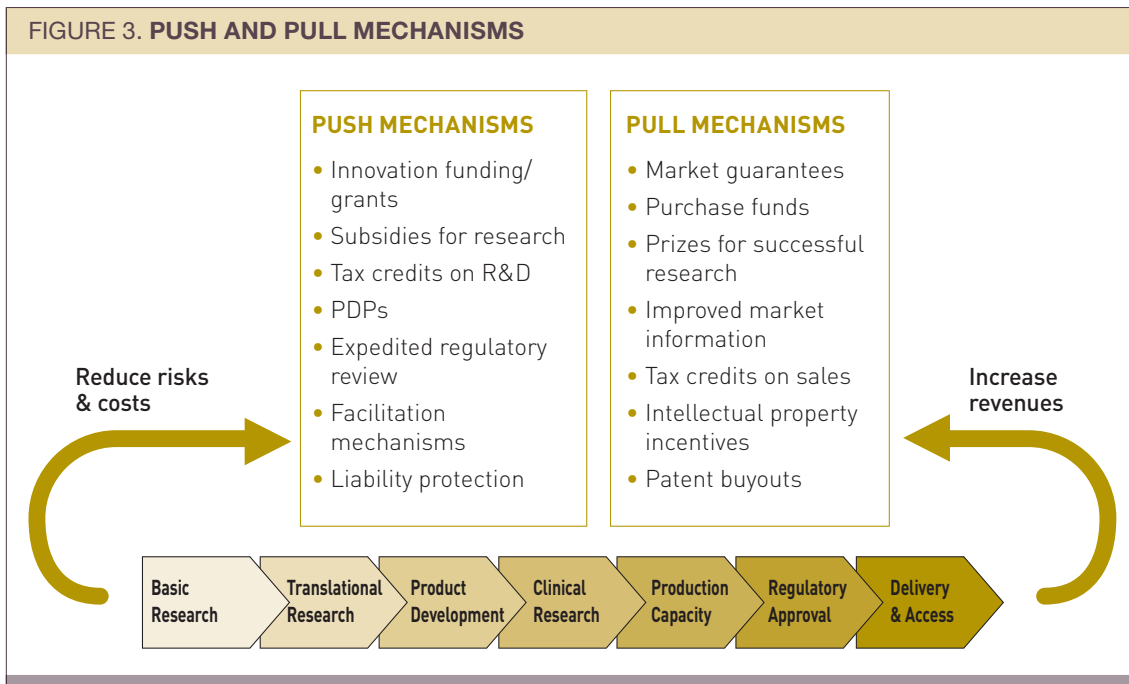 FIGURE 3. PUSH AND PULL MECHANISMS
PUSH MECHANISMS
• Innovation funding/
grants
• Subsidies for research
• Tax credits on R&D
• PDPs
• Expedited regulatory
review
• Facilitation
mechanisms
• Liability protection
PULL MECHANISMS
• Market guarantees
• Purchase funds
• Prizes for successful
research
• Improved market
information
• Tax credits on sales
• Intellectual property
incentives
• Patent buyouts
Reduce risks
& costs
Increase
revenues
Basic
Research
Translational
Research
Product
Development
Clinical
Research
Production
Capacity
Regulatory
Approval
Delivery
& Access